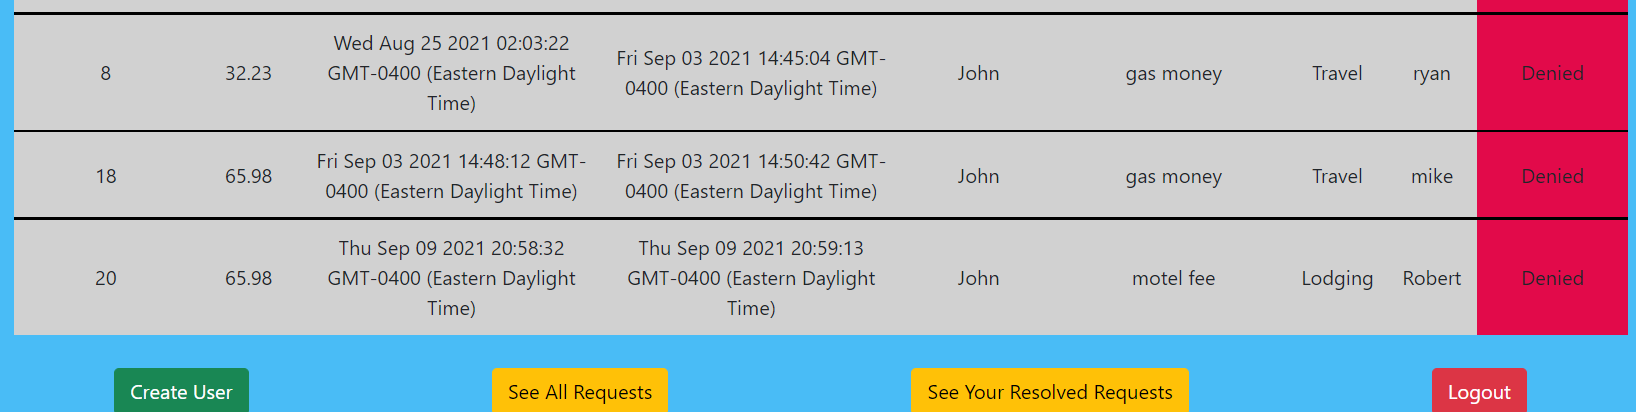 8 32.23 Wed Aug 25 2021 02:03:22 GMT-0400 (Eastern Daylight Time) Fri Sep 03 2021 14:45:04 GMT-0400 (Eastern Daylight Time) John gas money Travel ryan Denied
18 65.98 Fri Sep 03 2021 14:48:12 GMT-0400 (Eastern Daylight Time) Fri Sep 03 2021 14:50:42 GMT-0400 (Eastern Daylight Time) John gas money Travel mike Denied
20 65.98 Thu Sep 09 2021 20:58:32 GMT-0400 (Eastern Daylight Time) Thu Sep 09 2021 20:59:13 GMT-0400 (Eastern Daylight Time) John motel fee Lodging Robert Denied
Create User See All Requests See Your Resolved Requests Logout